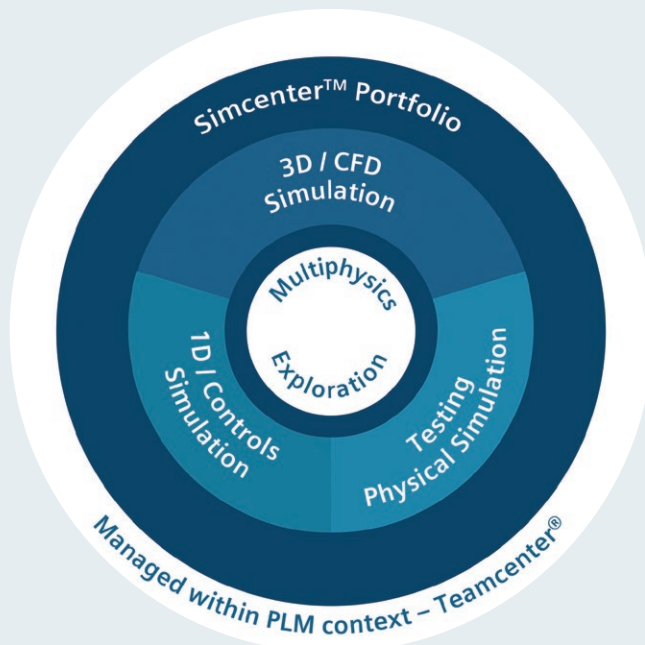 Simcenter™ Portfolio
3D / CFD
Simulation
Multiphysics
Exploration
1D / Controls
Simulation
Testing
Physical Simulation
Managed within PLM context – Teamcenter®